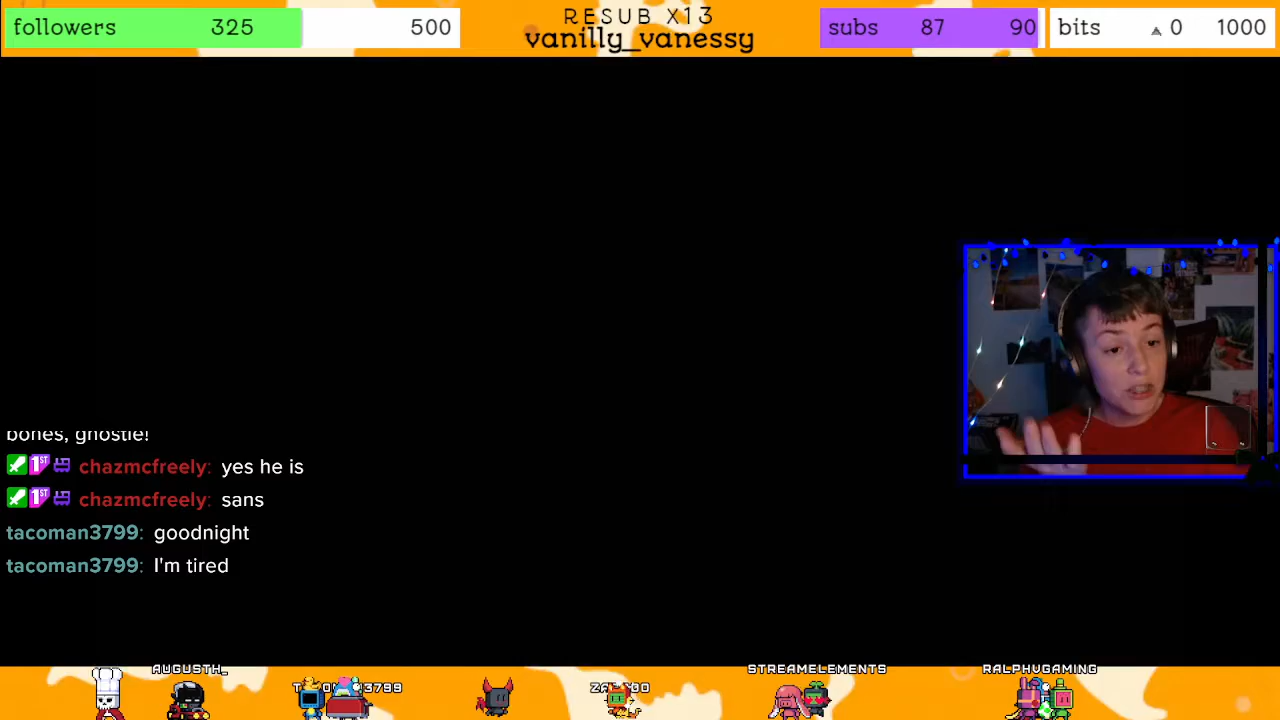 followers 325 500
RESUB X13
vanilly_vanessy
subs 87 90
bits 0 1000
bones, ghostie!
chazmcfreely: yes he is
chazmcfreely: sans
tacoman3799: goodnight
tacoman3799: I'm tired
AUGUSTH_
STREAMELEMENTS
RALPHVGAMING